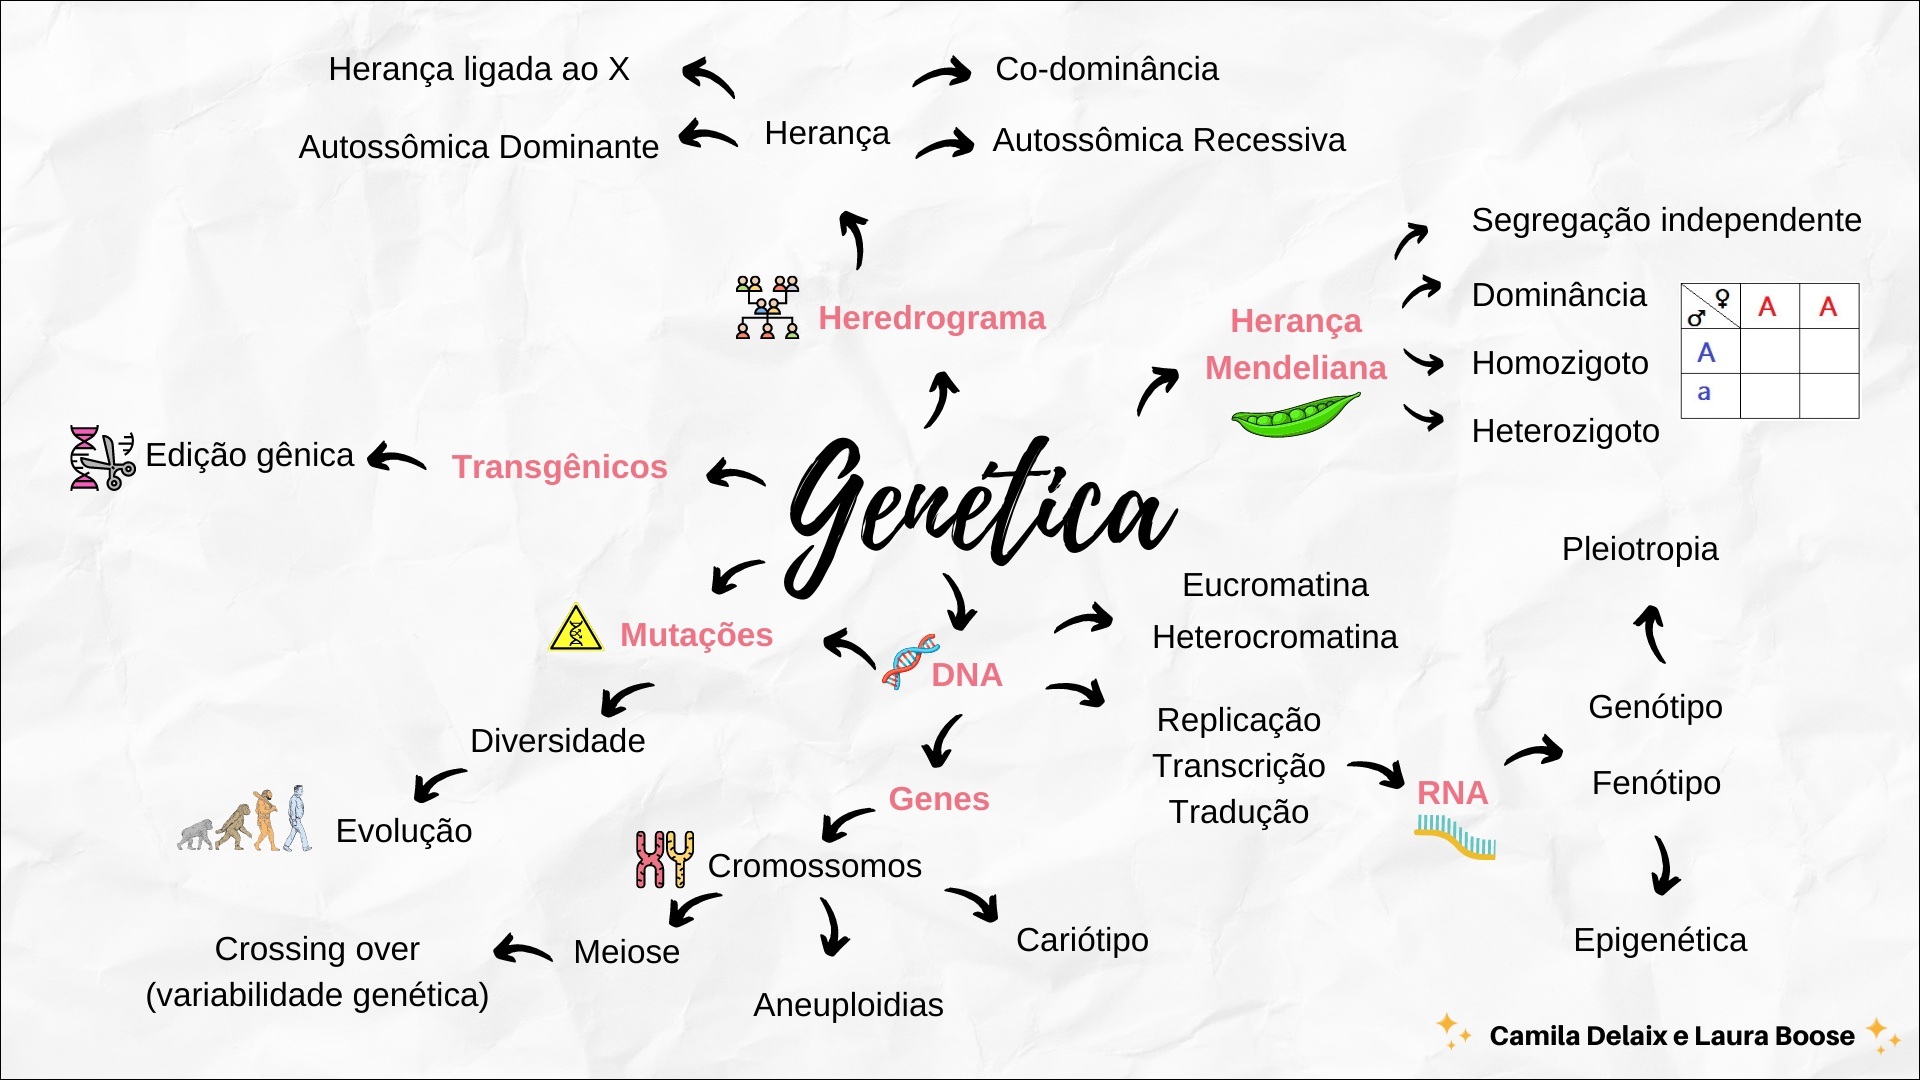 Herança ligada ao X
Co-dominância
Herança
Autossômica Dominante
Autossômica Recessiva
Segregação independente
Dominância
Homozigoto
Heterozigoto
♀ A A
♂
A
a
Heredrograma
Herança
Mendeliana
Edição gênica
Transgênicos
Genética
Pleiotropia
Eucromatina
Heterocromatina
Mutações
DNA
Genótipo
Fenótipo
Replicação
Transcrição
Tradução
Diversidade
RNA
Genes
Evolução
Cromossomos
Epigenética
Cariótipo
Meiose
Crossing over
(variabilidade genética)
Aneuploidias
Camila Delaix e Laura Boose